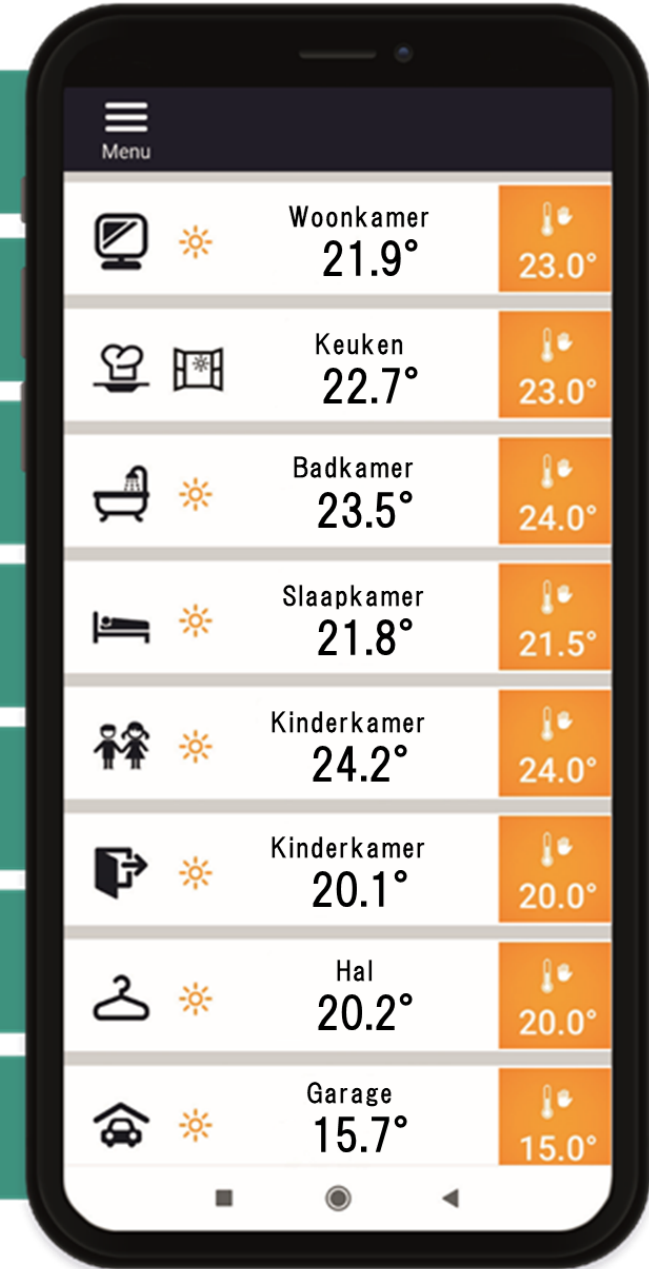 Menu
Woonkamer
21.9°
23.0°
Keuken
22.7°
23.0°
Badkamer
23.5°
24.0°
Slaapkamer
21.8°
21.5°
Kinderkamer
24.2°
24.0°
Kinderkamer
20.1°
20.0°
Hal
20.2°
20.0°
Garage
15.7°
15.0°